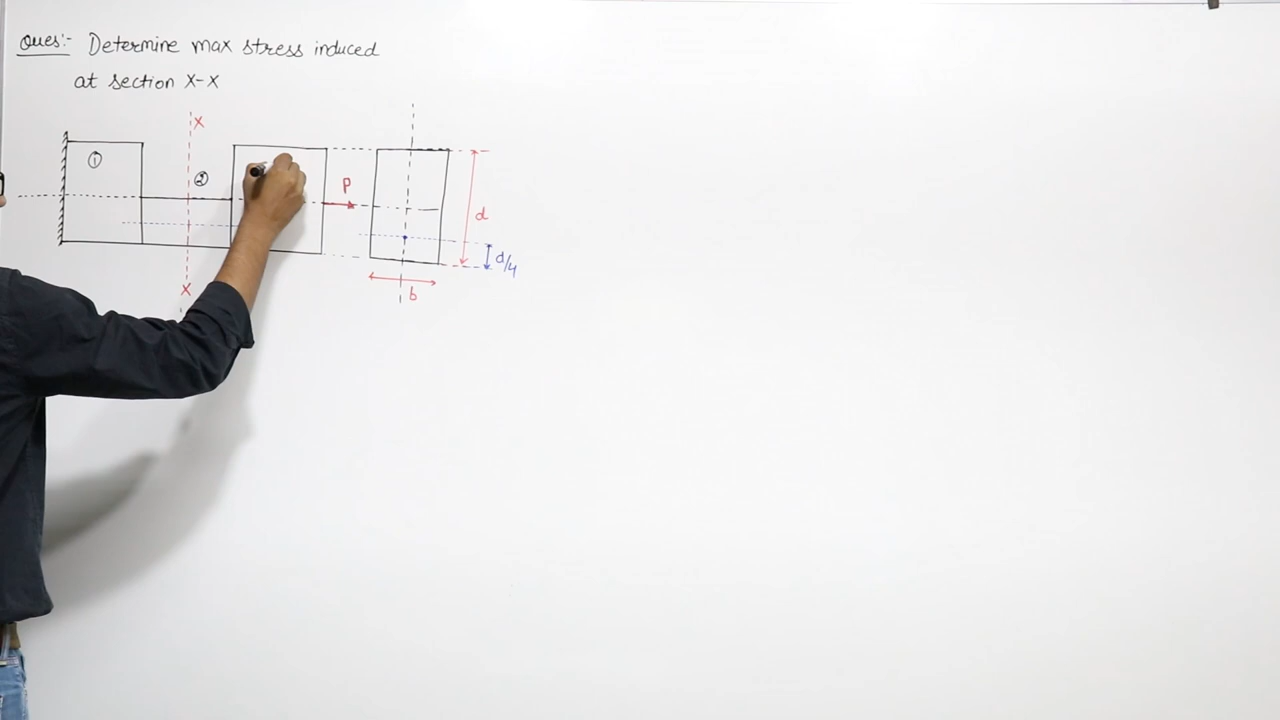 Ques:- Determine max stress induced
at section X-X
X
①
②
P
d
d/4
X
b